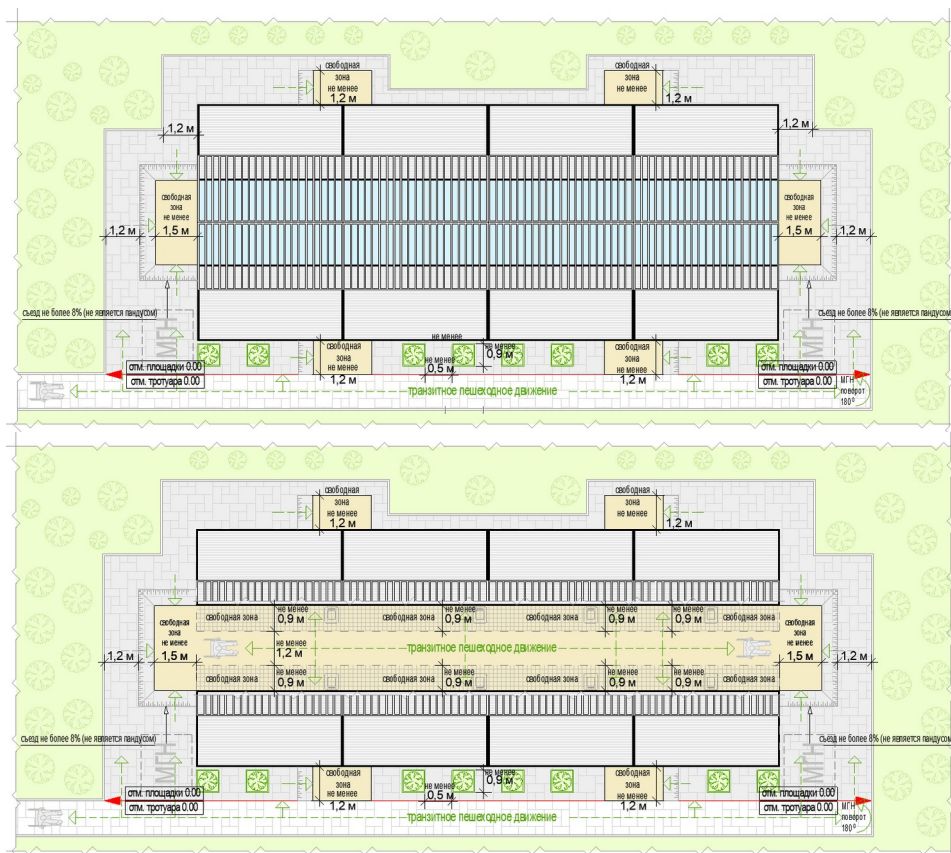 свободная
зона
не менее
1,2 м
свободная
зона
не менее
1,2 м
1,2 м
1,2 м
свободная
зона
не менее
1,5 м
1,2 м
свободная
зона
не менее
1,5 м
1,2 м
съезд не более 8% (не является пандусом)
съезд не более 8% (не является пандусом)
МГН
МГН
свободная
зона
не менее
1,2 м
не менее
0,9 м
не менее
0,5 м
свободная
зона
не менее
1,2 м
отм. площадки 0.00
отм. тротуара 0.00
отм. площадки 0.00
отм. тротуара 0.00
транзитное пешеходное движение
МГН
поворот
180°
свободная
зона
не менее
1,2 м
свободная
зона
не менее
1,2 м
не менее
0,9 м
не менее
0,9 м
не менее
0,9 м
не менее
0,9 м
свободная зона
свободная зона
свободная зона
свободная зона
свободная
зона
не менее
1,5 м
1,2 м
не менее
1,2 м
транзитное пешеходное движение
свободная
зона
не менее
1,5 м
1,2 м
не менее
0,9 м
не менее
0,9 м
не менее
0,9 м
не менее
0,9 м
свободная зона
свободная зона
свободная зона
свободная зона
съезд не более 8% (не является пандусом)
съезд не более 8% (не является пандусом)
МГН
МГН
свободная
зона
не менее
1,2 м
не менее
0,9 м
не менее
0,5 м
свободная
зона
не менее
1,2 м
отм. площадки 0.00
отм. тротуара 0.00
отм. площадки 0.00
отм. тротуара 0.00
транзитное пешеходное движение
МГН
поворот
180°